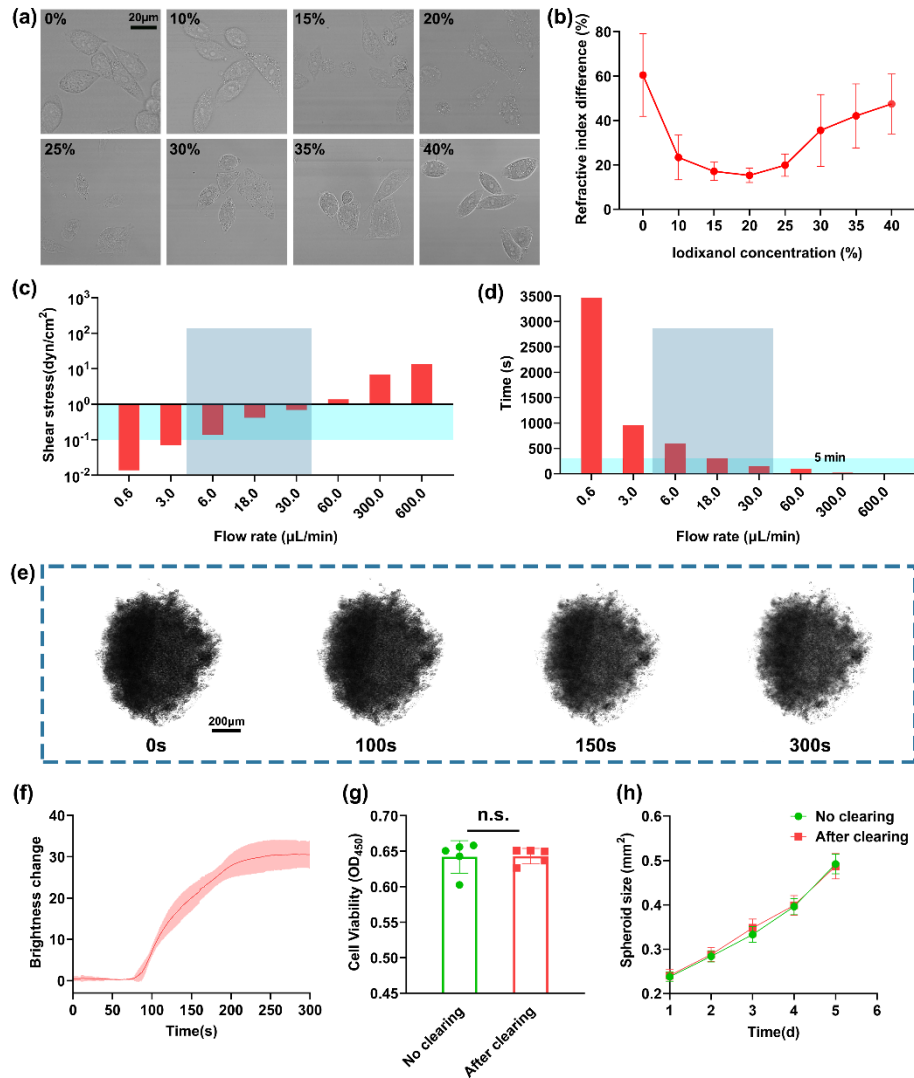 (a)
0%
20μm
10%
15%
20%
25%
30%
35%
40%
(b)
Refractive index difference (%)
80
60
40
20
0
0 10 15 20 25 30 35 40
Iodixanol concentration (%)
(c)
Shear stress(dyn/cm²)
10³
10²
10¹
10⁰
10⁻¹
10⁻²
0.6 3.0 6.0 18.0 30.0 60.0 300.0 600.0
Flow rate (μL/min)
(d)
Time (s)
3500
3000
2500
2000
1500
1000
500
0
5 min
0.6 3.0 6.0 18.0 30.0 60.0 300.0 600.0
Flow rate (μL/min)
(e)
200μm
0s 100s 150s 300s
(f)
Brightness change
40
30
20
10
0
0 50 100 150 200 250 300
Time(s)
(g)
Cell Viability (OD₄₅₀)
0.70
0.65
0.60
0.55
0.50
0.45
n.s.
No clearing After clearing
(h)
Spheroid size (mm²)
0.6
0.5
0.4
0.3
0.2
No clearing
After clearing
1 2 3 4 5 6
Time(d)